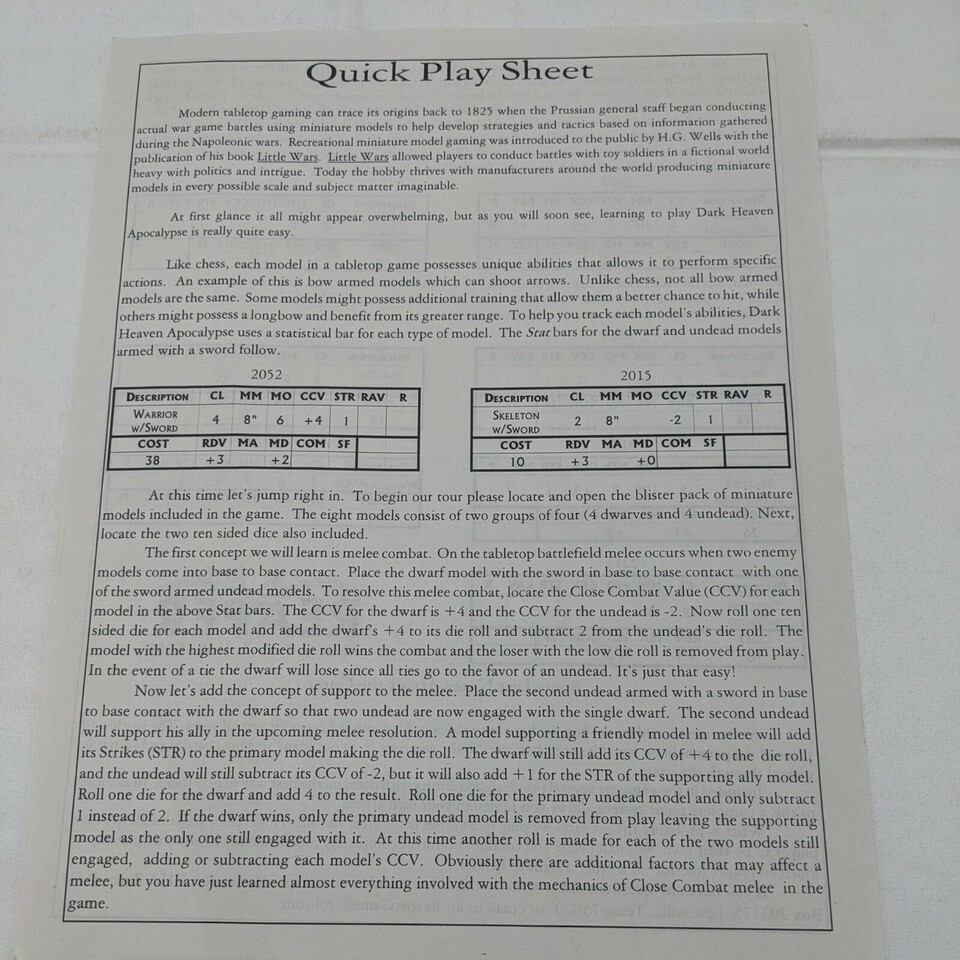 Quick Play Sheet
Modern tabletop gaming can trace its origins back to 1825 when the Prussian general staff began conducting
actual war game battles using miniature models to help develop strategies and tactics based on information gathered
during the Napoleonic wars. Recreational miniature model gaming was introduced to the public by H.G. Wells with the
publication of his book Little Wars. Little Wars allowed players to conduct battles with toy soldiers in a fictional world
heavy with politics and intrigue. Today the hobby thrives with manufacturers around the world producing miniature
models in every possible scale and subject matter imaginable.
At first glance it all might appear overwhelming, but as you will soon see, learning to play Dark Heaven
Apocalypse is really quite easy.
Like chess, each model in a tabletop game possesses unique abilities that allows it to perform specific
actions. An example of this is bow armed models which can shoot arrows. Unlike chess, not all bow armed
models are the same. Some models might possess additional training that allow them a better chance to hit, while
others might possess a longbow and benefit from its greater range. To help you track each model's abilities, Dark
Heaven Apocalypse uses a statistical bar for each type of model. The Stat bars for the dwarf and undead models
armed with a sword follow.
2052
DESCRIPTION CL MM MO CCV STR RAV R
WARRIOR
W/SWORD 4 8" 6 +4 1
COST RDV MA MD COM SF
38 +3 +2
2015
DESCRIPTION CL MM MO CCV STR RAV R
SKELETON
W/SWORD 2 8" -2 1
COST RDV MA MD COM SF
10 +3 +0
At this time let's jump right in. To begin our tour please locate and open the blister pack of miniature
models included in the game. The eight models consist of two groups of four (4 dwarves and 4 undead). Next,
locate the two ten sided dice also included.
The first concept we will learn is melee combat. On the tabletop battlefield melee occurs when two enemy
models come into base to base contact. Place the dwarf model with the sword in base to base contact with one
of the sword armed undead models. To resolve this melee combat, locate the Close Combat Value (CCV) for each
model in the above Stat bars. The CCV for the dwarf is +4 and the CCV for the undead is -2. Now roll one ten
sided die for each model and add the dwarf's +4 to its die roll and subtract 2 from the undead's die roll. The
model with the highest modified die roll wins the combat and the loser with the low die roll is removed from play.
In the event of a tie the dwarf will lose since all ties go to the favor of an undead. It's just that easy!
Now let's add the concept of support to the melee. Place the second undead armed with a sword in base
to base contact with the dwarf so that two undead are now engaged with the single dwarf. The second undead
will support his ally in the upcoming melee resolution. A model supporting a friendly model in melee will add
its Strikes (STR) to the primary model making the die roll. The dwarf will still add its CCV of +4 to the die roll,
and the undead will still subtract its CCV of -2, but it will also add +1 for the STR of the supporting ally model.
Roll one die for the dwarf and add 4 to the result. Roll one die for the primary undead model and only subtract
1 instead of 2. If the dwarf wins, only the primary undead model is removed from play leaving the supporting
model as the only one still engaged with it. At this time another roll is made for each of the two models still
engaged, adding or subtracting each model's CCV. Obviously there are additional factors that may affect a
melee, but you have just learned almost everything involved with the mechanics of Close Combat melee in the
game.